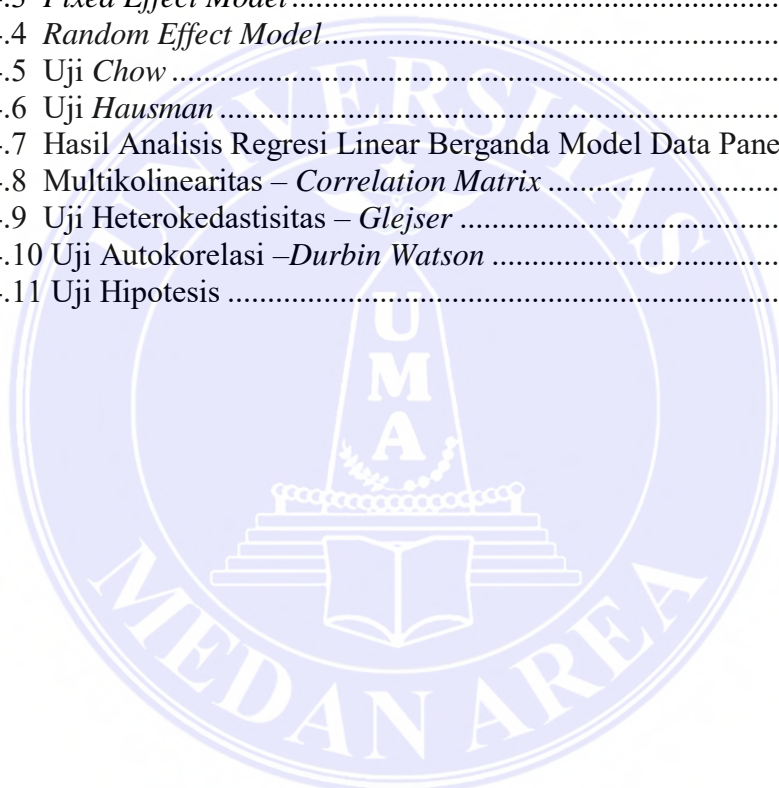 .3 Fixed Effect Model........................................................
.4 Random Effect Model....................................................
.5 Uji Chow........................................................................
.6 Uji Hausman..................................................................
.7 Hasil Analisis Regresi Linear Berganda Model Data Pane
.8 Multikolinearitas – Correlation Matrix............................
.9 Uji Heterokedastisitas – Glejser.......................................
.10 Uji Autokorelasi –Durbin Watson..................................
.11 Uji Hipotesis..................................................................
UNIVERSITAS
UMA
MEDAN AREA